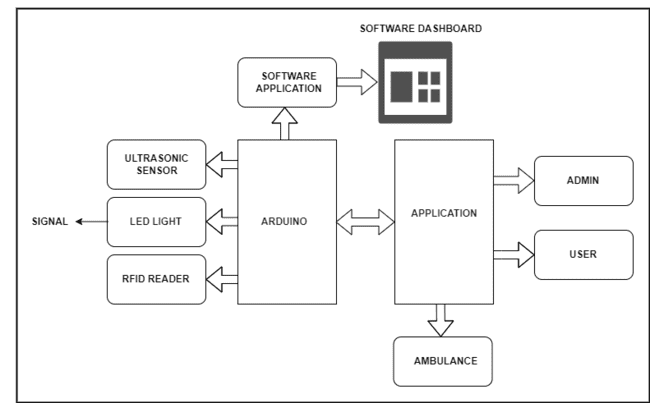 SOFTWARE DASHBOARD
SOFTWARE
APPLICATION
ULTRASONIC
SENSOR
SIGNAL
LED LIGHT
RFID READER
ARDUINO
APPLICATION
ADMIN
USER
AMBULANCE